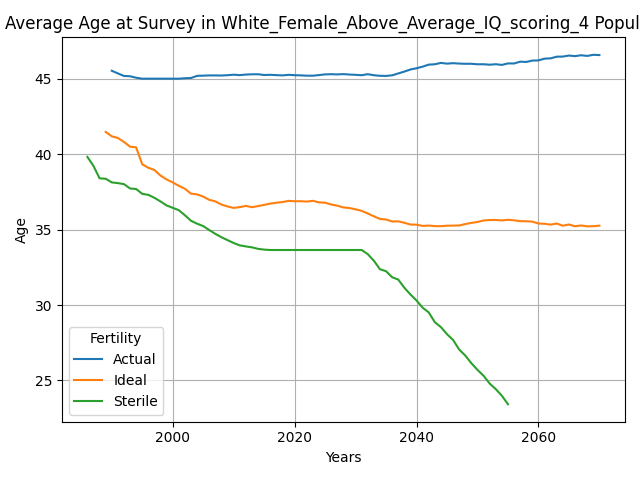 Average Age at Survey in White_Female_Above_Average_IQ_scoring_4 Popul
45
40
35
30
25
Age
Fertility
Actual
Ideal
Sterile
2000 2020 2040 2060
Years